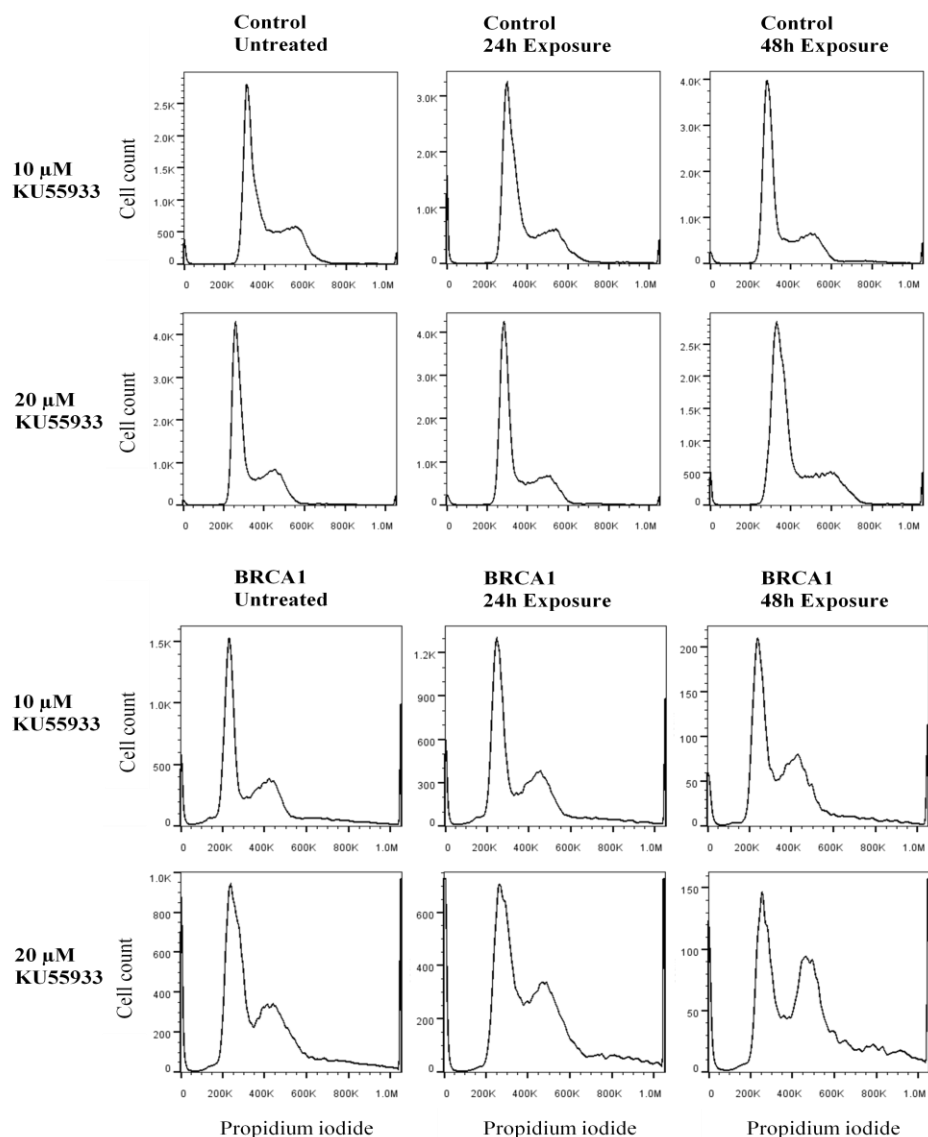 Control
Untreated
Control
24h Exposure
Control
48h Exposure
10 µM
KU55933
Cell count
2.5K
2.0K
1.5K
1.0K
500
0
0 200K 400K 600K 800K 1.0M
3.0K
2.0K
1.0K
0
0 200K 400K 600K 800K 1.0M
4.0K
3.0K
2.0K
1.0K
0
0 200K 400K 600K 800K 1.0M
20 µM
KU55933
Cell count
4.0K
3.0K
2.0K
1.0K
0
0 200K 400K 600K 800K 1.0M
4.0K
3.0K
2.0K
1.0K
0
0 200K 400K 600K 800K 1.0M
2.5K
2.0K
1.5K
1.0K
500
0
0 200K 400K 600K 800K 1.0M
BRCA1
Untreated
BRCA1
24h Exposure
BRCA1
48h Exposure
10 µM
KU55933
Cell count
1.5K
1.0K
500
0
0 200K 400K 600K 800K 1.0M
1.2K
900
600
300
0
0 200K 400K 600K 800K 1.0M
200
150
100
50
0
0 200K 400K 600K 800K 1.0M
20 µM
KU55933
Cell count
1.0K
800
600
400
200
0
0 200K 400K 600K 800K 1.0M
600
400
200
0
0 200K 400K 600K 800K 1.0M
150
100
50
0
0 200K 400K 600K 800K 1.0M
Propidium iodide
Propidium iodide
Propidium iodide